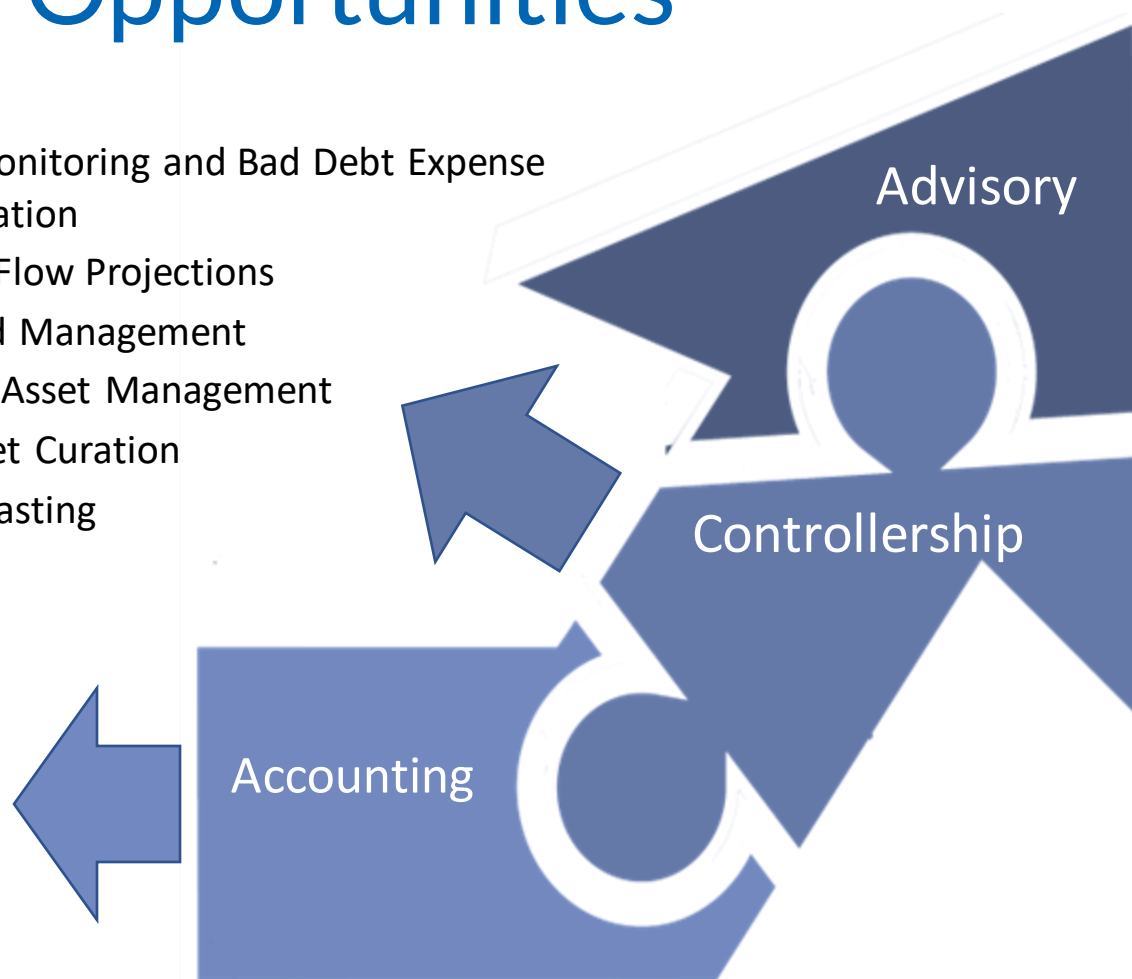 Opportunities
onitoring and Bad Debt Expense
ation
Flow Projections
d Management
Asset Management
et Curation
asting
Advisory
Controllership
Accounting